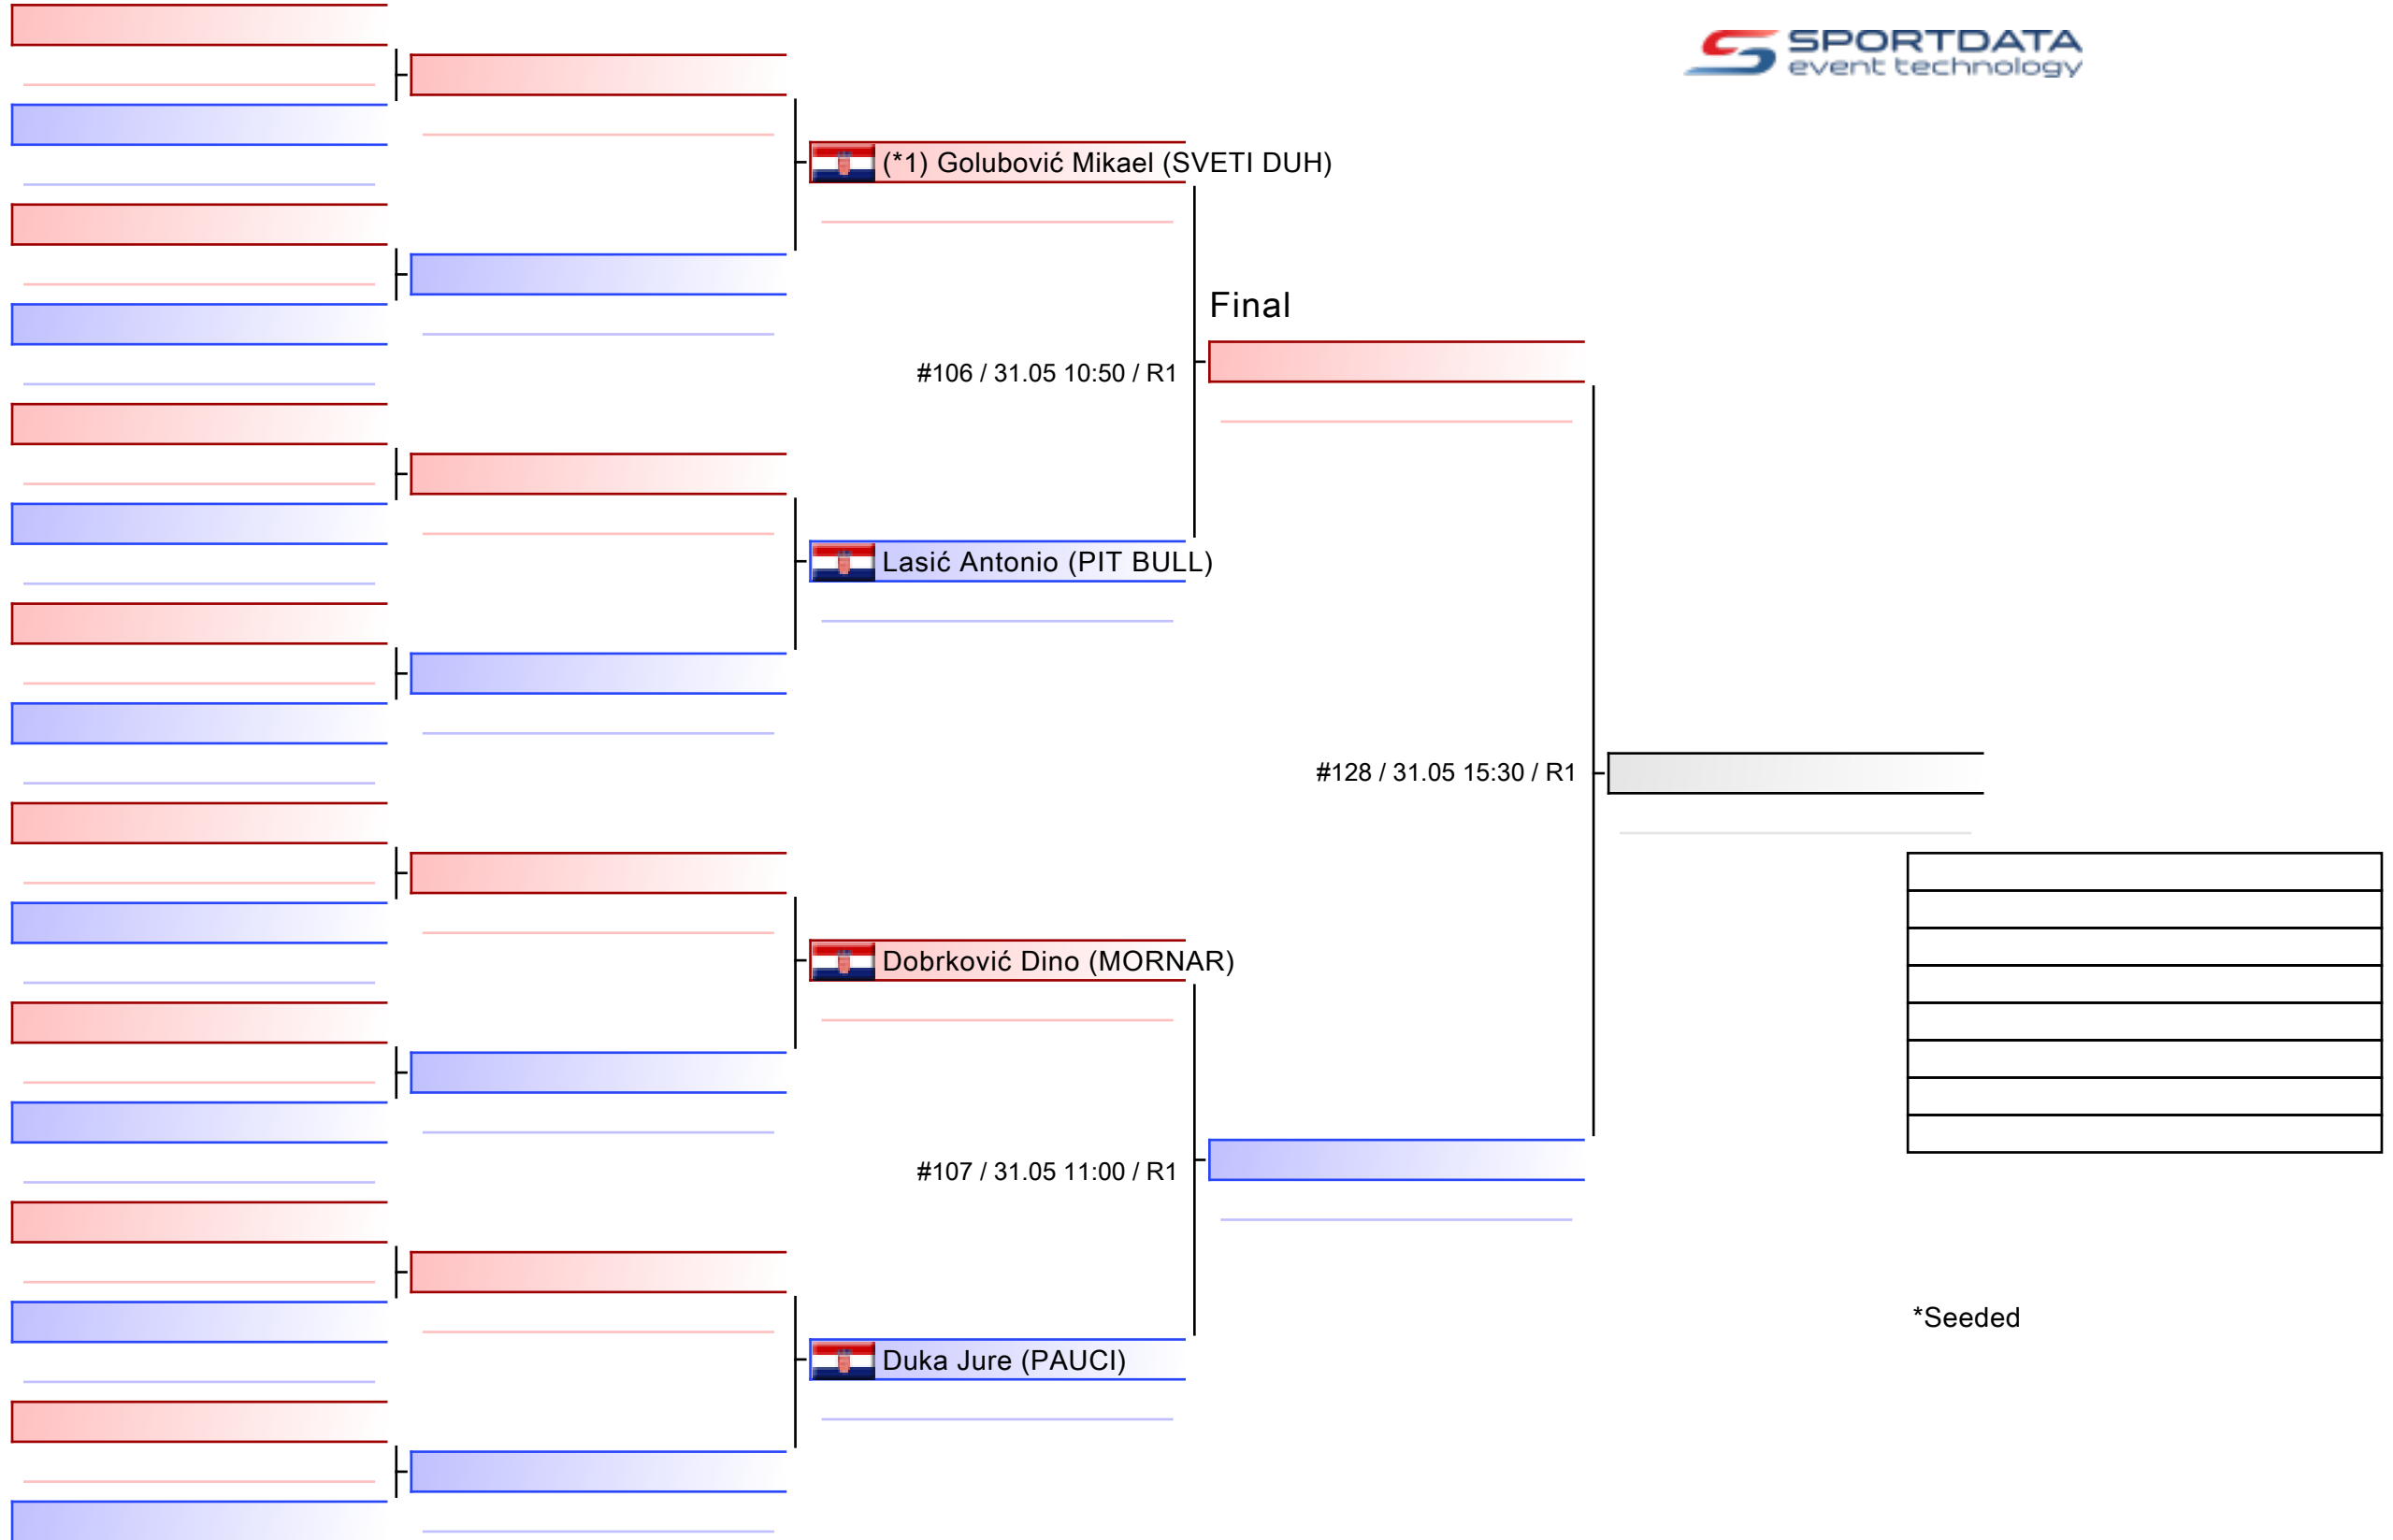 SPORTDATA
event technology
(*1) Golubović Mikael (SVETI DUH)
Final
#106 / 31.05 10:50 / R1
Lasić Antonio (PIT BULL)
#128 / 31.05 15:30 / R1
Dobrković Dino (MORNAR)
#107 / 31.05 11:00 / R1
*Seeded
Duka Jure (PAUCI)